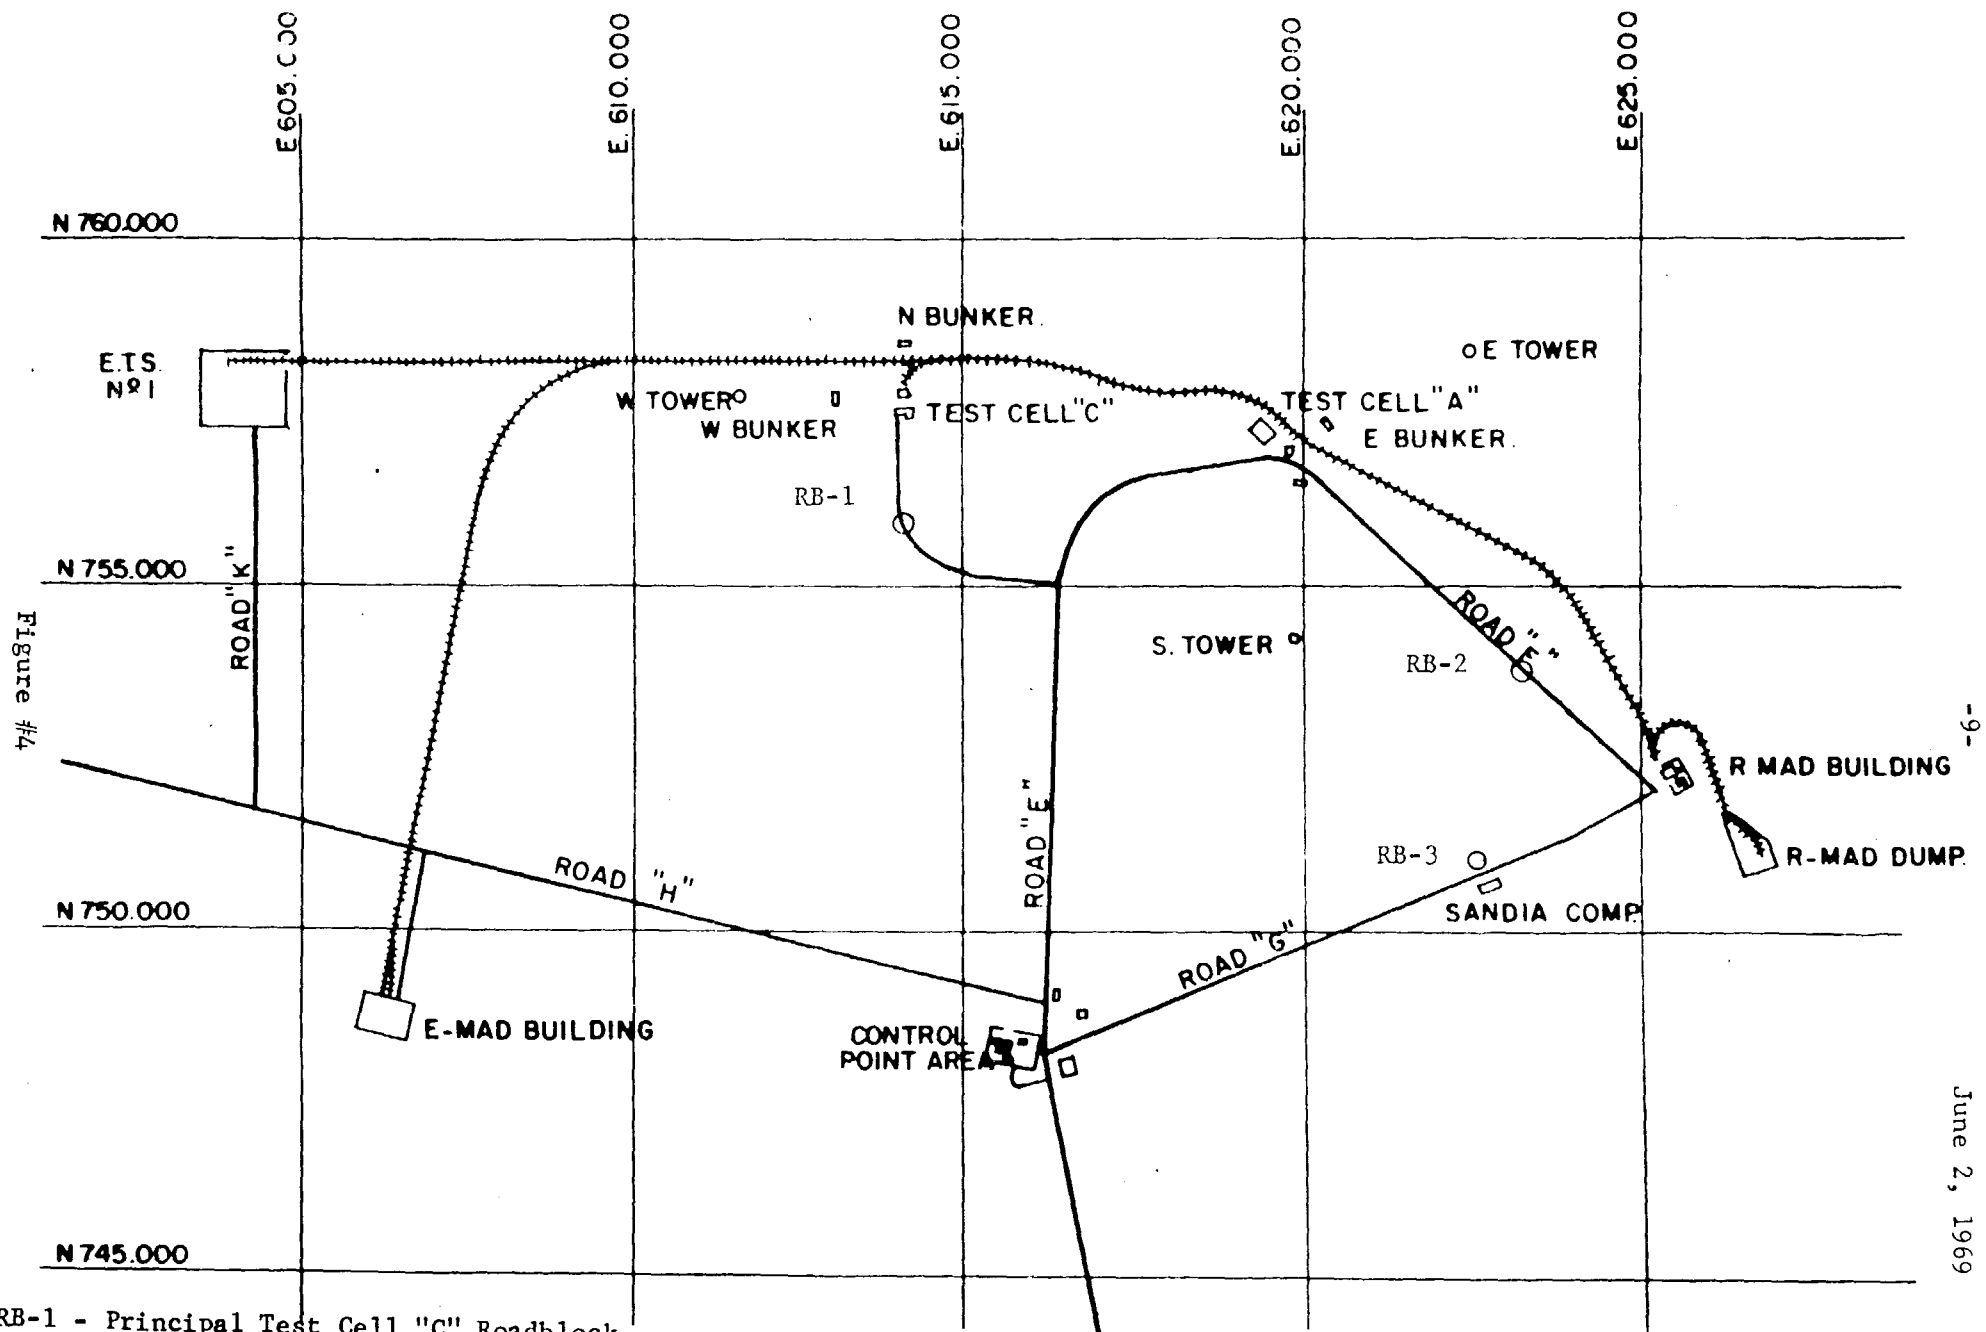 E 605.000
E. 610.000
E. 615.000
E. 620.000
E 625.000
N 760.000
N BUNKER.
E.T.S.
Nº 1
E TOWER
W TOWER
W BUNKER
TEST CELL "C"
TEST CELL "A"
E BUNKER.
RB-1
N 755.000
ROAD "K"
ROAD "E"
S. TOWER
RB-2
Figure #4
-9-
R MAD BUILDING
ROAD "E"
RB-3
R-MAD DUMP.
ROAD "H"
N 750.000
SANDIA COMP.
ROAD "G"
E-MAD BUILDING
CONTROL
POINT AREA
June 2, 1969
N 745.000
RB-1 - Principal Test Cell "C" Roadblock